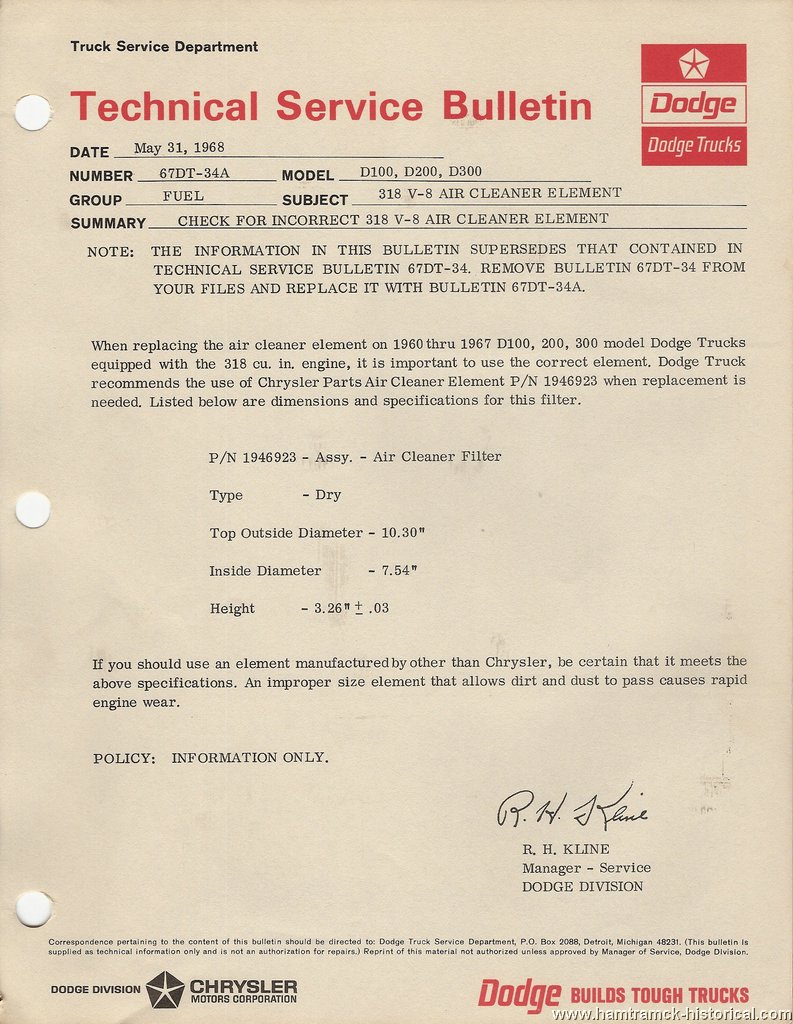 Truck Service Department
Technical Service Bulletin
Dodge
Dodge Trucks
DATE May 31, 1968
NUMBER 67DT-34A MODEL D100, D200, D300
GROUP FUEL SUBJECT 318 V-8 AIR CLEANER ELEMENT
SUMMARY CHECK FOR INCORRECT 318 V-8 AIR CLEANER ELEMENT
NOTE: THE INFORMATION IN THIS BULLETIN SUPERSEDES THAT CONTAINED IN
TECHNICAL SERVICE BULLETIN 67DT-34. REMOVE BULLETIN 67DT-34 FROM
YOUR FILES AND REPLACE IT WITH BULLETIN 67DT-34A.
When replacing the air cleaner element on 1960 thru 1967 D100, 200, 300 model Dodge Trucks
equipped with the 318 cu. in. engine, it is important to use the correct element. Dodge Truck
recommends the use of Chrysler Parts Air Cleaner Element P/N 1946923 when replacement is
needed. Listed below are dimensions and specifications for this filter.
P/N 1946923 - Assy. - Air Cleaner Filter
Type - Dry
Top Outside Diameter - 10.30"
Inside Diameter - 7.54"
Height - 3.26" ± .03
If you should use an element manufactured by other than Chrysler, be certain that it meets the
above specifications. An improper size element that allows dirt and dust to pass causes rapid
engine wear.
POLICY: INFORMATION ONLY.
R. H. Kline
R. H. KLINE
Manager - Service
DODGE DIVISION
Correspondence pertaining to the content of this bulletin should be directed to: Dodge Truck Service Department, P.O. Box 2088, Detroit, Michigan 48231. (This bulletin is
supplied as technical information only and is not an authorization for repairs.) Reprint of this material not authorized unless approved by Manager of Service, Dodge Division.
DODGE DIVISION CHRYSLER
MOTORS CORPORATION
Dodge BUILDS TOUGH TRUCKS
www.hamtramck-historical.com